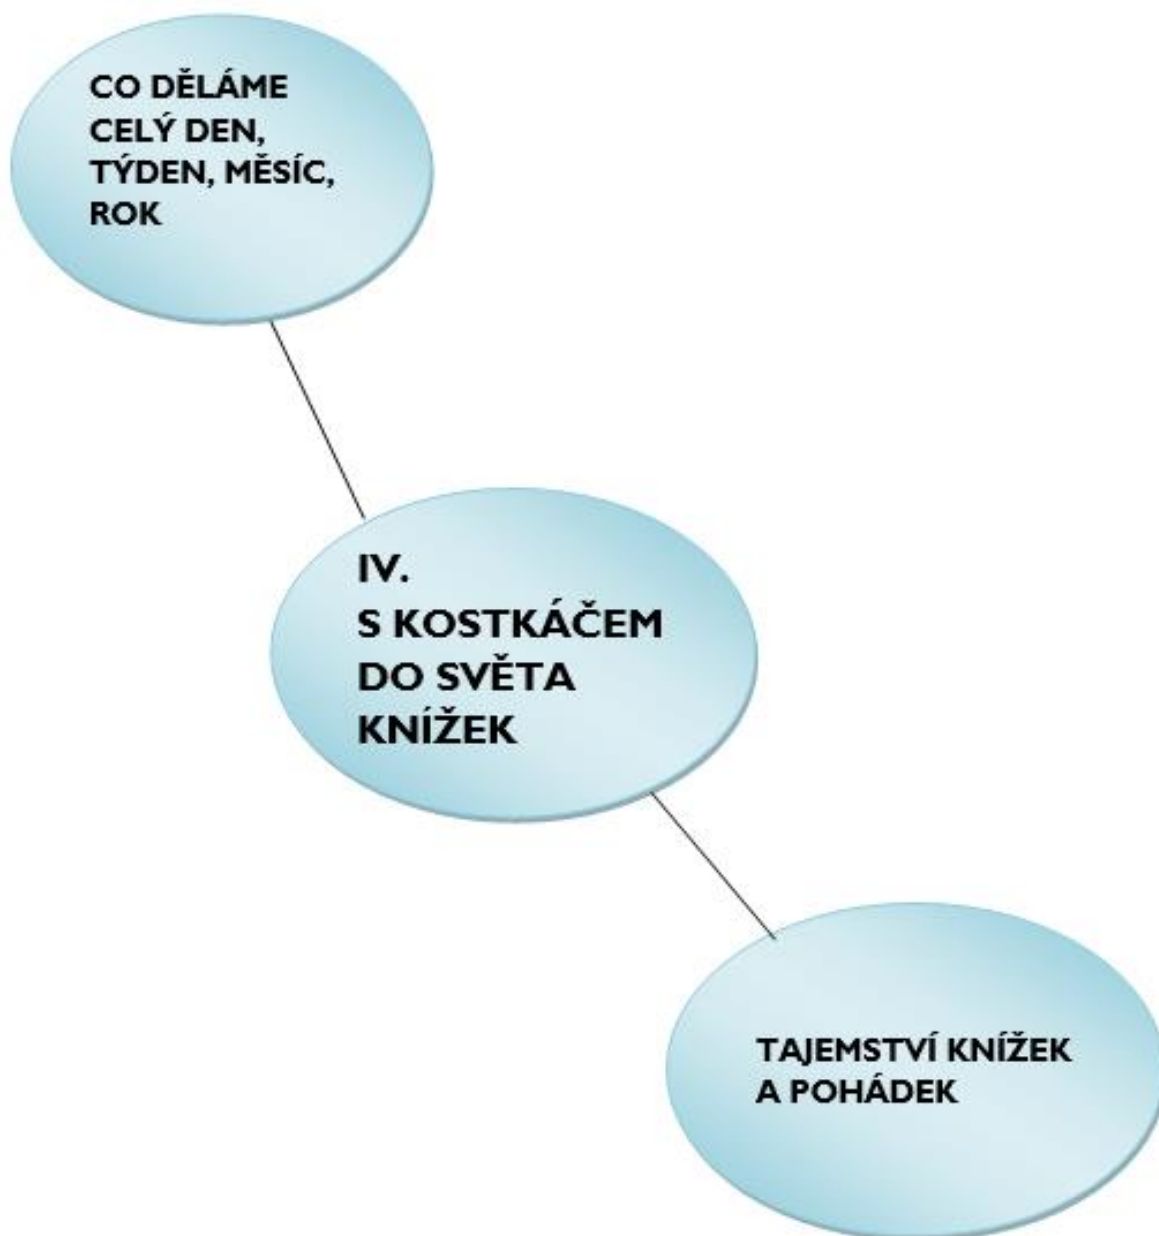 CO DĚLÁME
CELÝ DEN,
TÝDEN, MĚSÍC,
ROK
IV.
S KOSTKÁČEM
DO SVĚTA
KNÍŽEK
TAJEMSTVÍ KNÍŽEK
A POHÁDEK